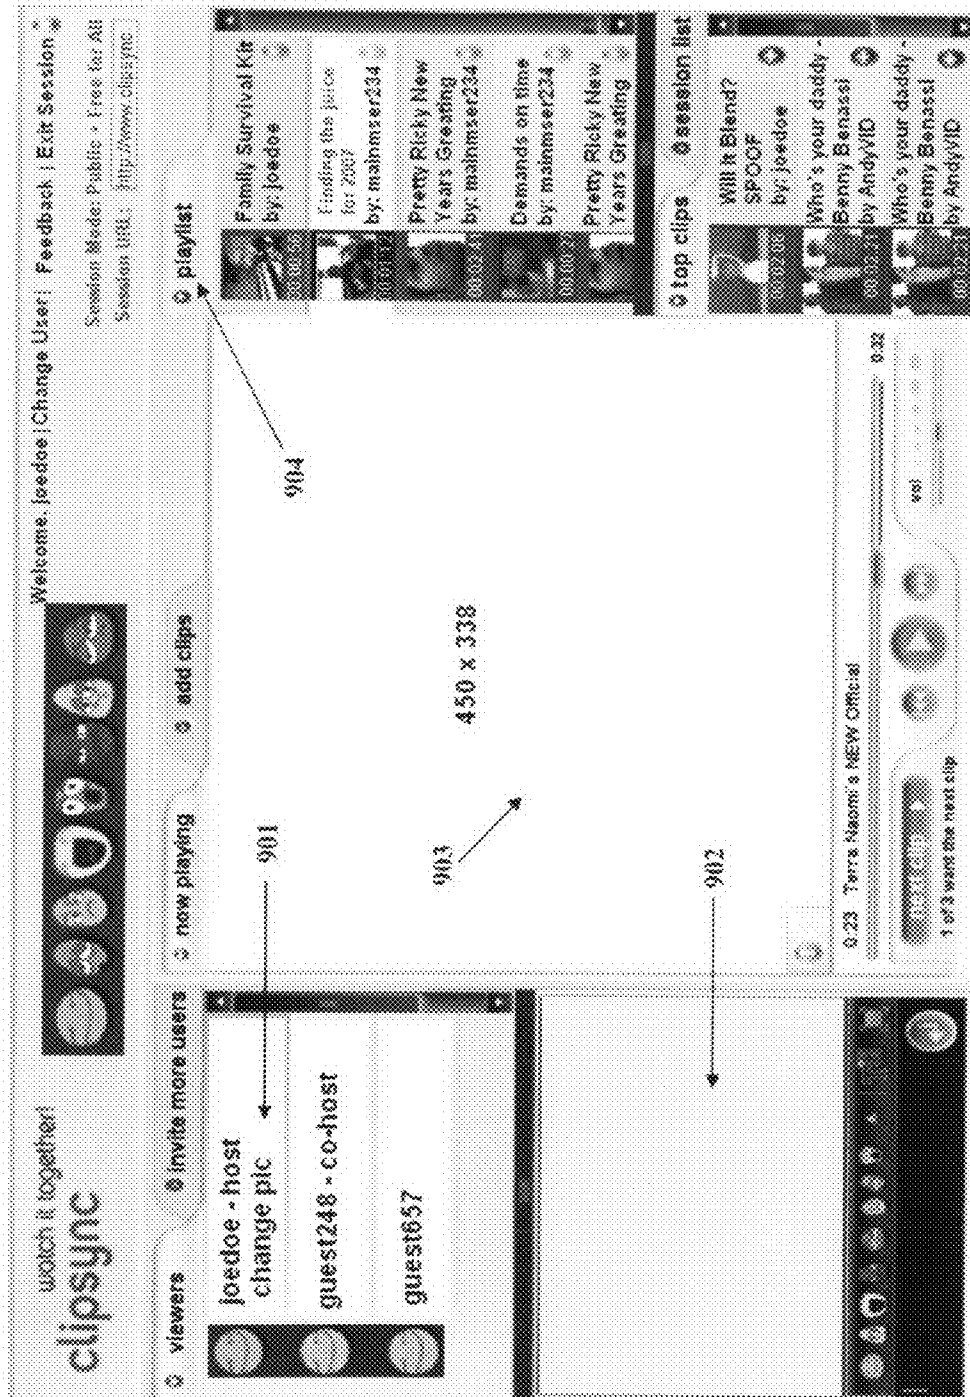 watch it together!
clipsync
Welcome, joedoe | Change User | Feedback | Exit Session
Session Mode: Public - Free for All
Session URL: http://www.clipsync
viewers
invite more users
joedoe - host
change pic
guest248 - co-host
guest657
901
902
now playing
add clips
903
904
450 x 338
0:23 Terra Naomi's NEW Official
0:32
1 of 3 want the next clip
vol
playlist
Family Survival Kit
by joedoe
Finding the juice
for 2007
by: mainmser234
Pretty Ricky New
Years Greating
by: mainmser234
Demands on time
by: mainmser234
Pretty Ricky New
Years Greating
top clips
session list
Will It Blend?
SPOOF
by: joedoe
Who's your daddy -
Benny Benassi
by AndyVID
Who's your daddy -
Benny Benassi
by AndyVID